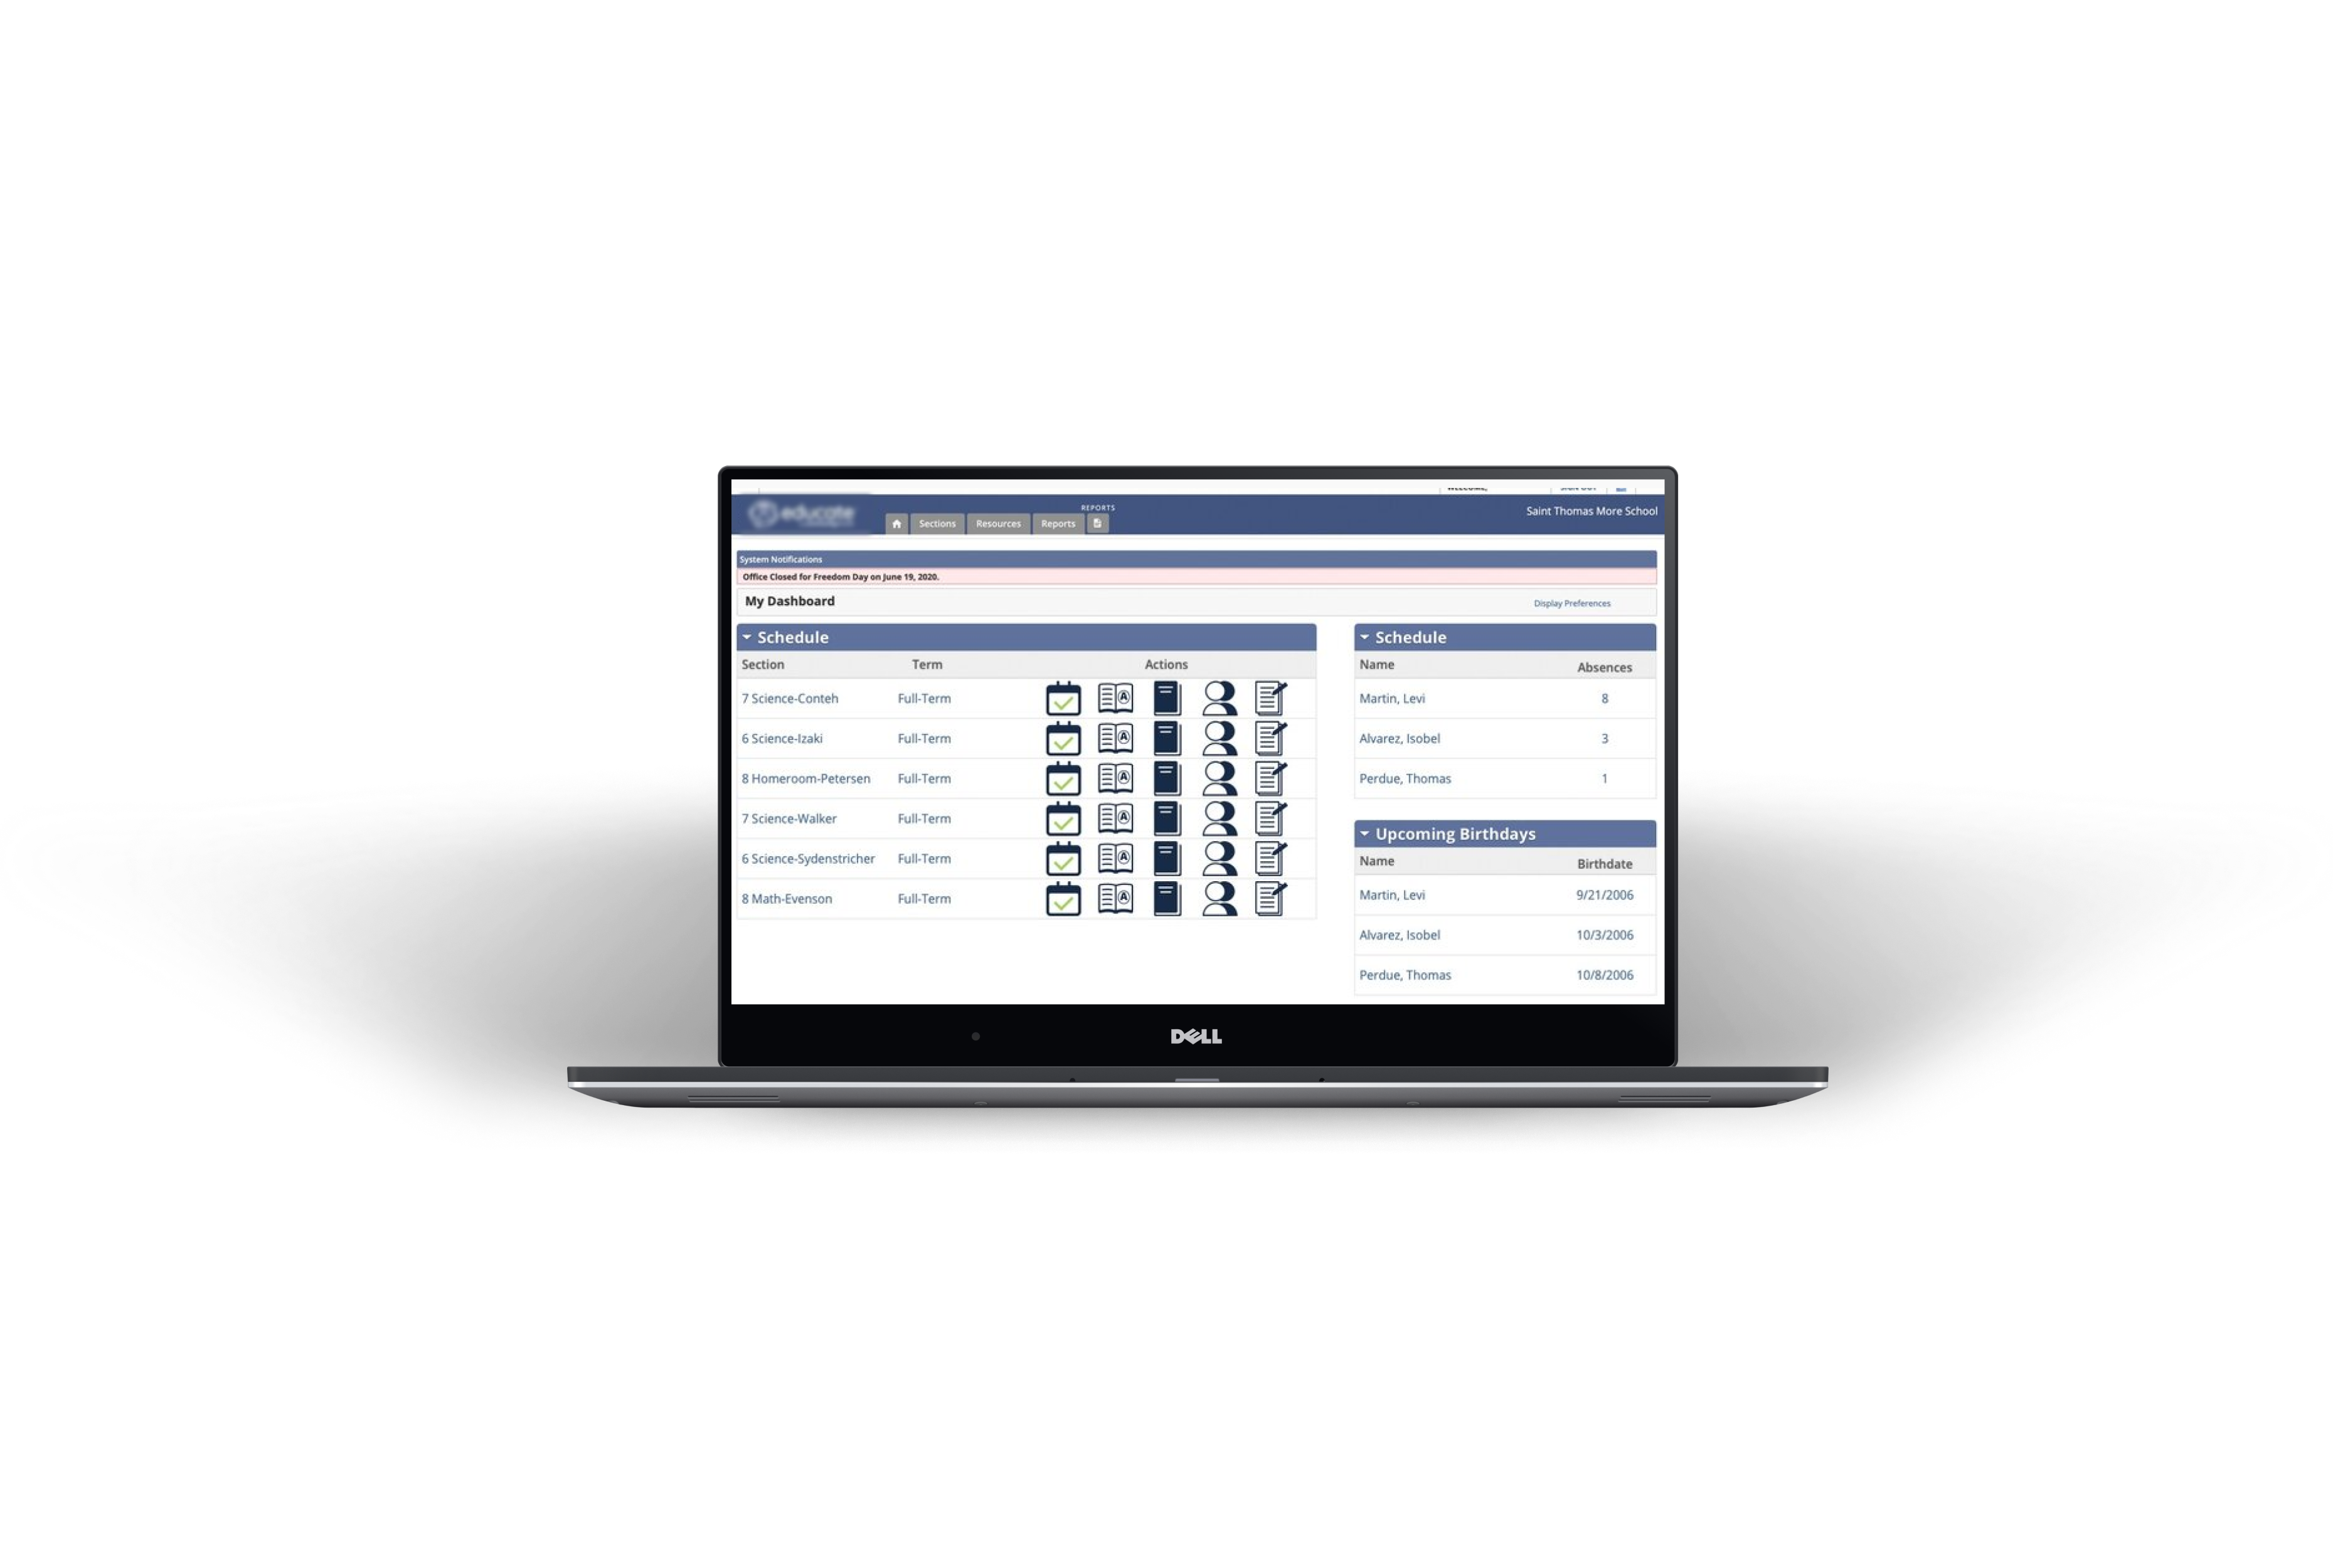 educate
REPORTS
Sections Resources Reports
Saint Thomas More School
System Notifications
Office Closed for Freedom Day on June 19, 2020.
My Dashboard
Display Preferences
Schedule
Section Term Actions
7 Science-Conteh Full-Term
6 Science-Izaki Full-Term
8 Homeroom-Petersen Full-Term
7 Science-Walker Full-Term
6 Science-Sydenstricher Full-Term
8 Math-Evenson Full-Term
Schedule
Name Absences
Martin, Levi 8
Alvarez, Isobel 3
Perdue, Thomas 1
Upcoming Birthdays
Name Birthdate
Martin, Levi 9/21/2006
Alvarez, Isobel 10/3/2006
Perdue, Thomas 10/8/2006
DELL